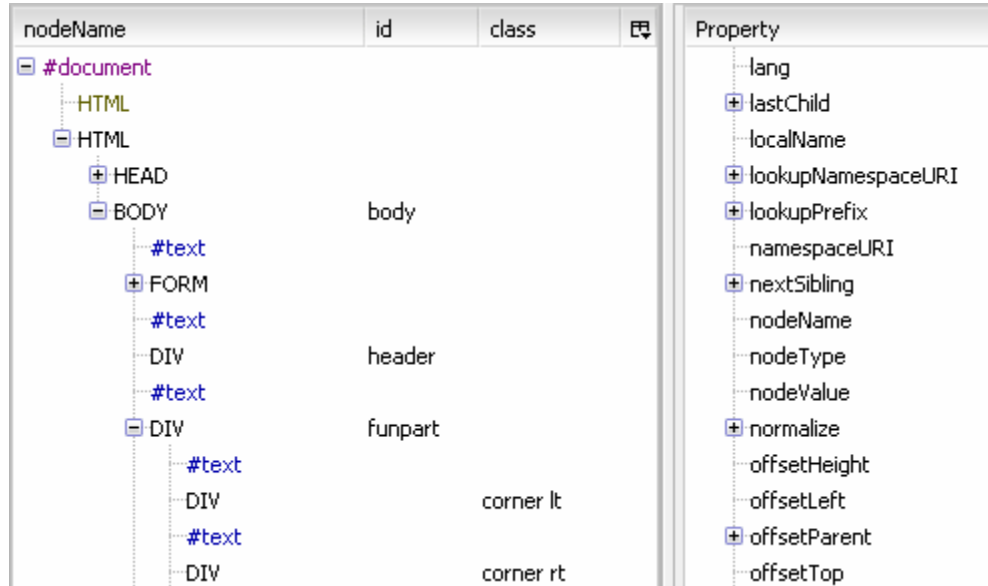 nodeName id class
#document
HTML
HTML
HEAD
BODY body
#text
FORM
#text
DIV header
#text
DIV funpart
#text
DIV corner lt
#text
DIV corner rt
Property
lang
lastChild
localName
lookupNamespaceURI
lookupPrefix
namespaceURI
nextSibling
nodeName
nodeType
nodeValue
normalize
offsetHeight
offsetLeft
offsetParent
offsetTop